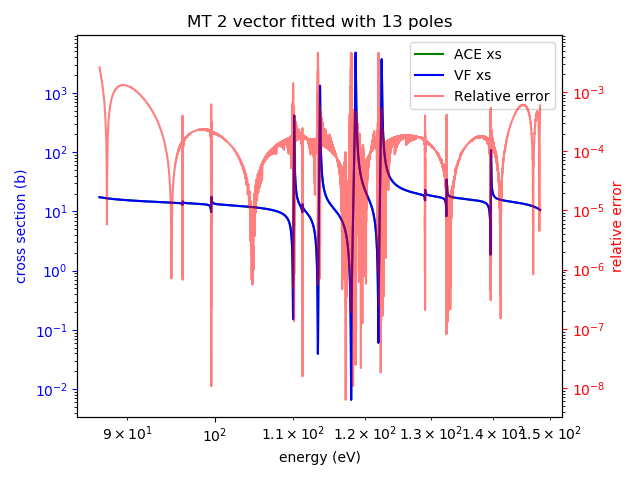 MT 2 vector fitted with 13 poles
ACE xs
VF xs
Relative error
cross section (b)
10³
10²
10¹
10⁰
10⁻¹
10⁻²
relative error
10⁻³
10⁻⁴
10⁻⁵
10⁻⁶
10⁻⁷
10⁻⁸
9 × 10¹ 10² 1.1 × 10² 1.2 × 10² 1.3 × 10² 1.4 × 10² 1.5 × 10²
energy (eV)